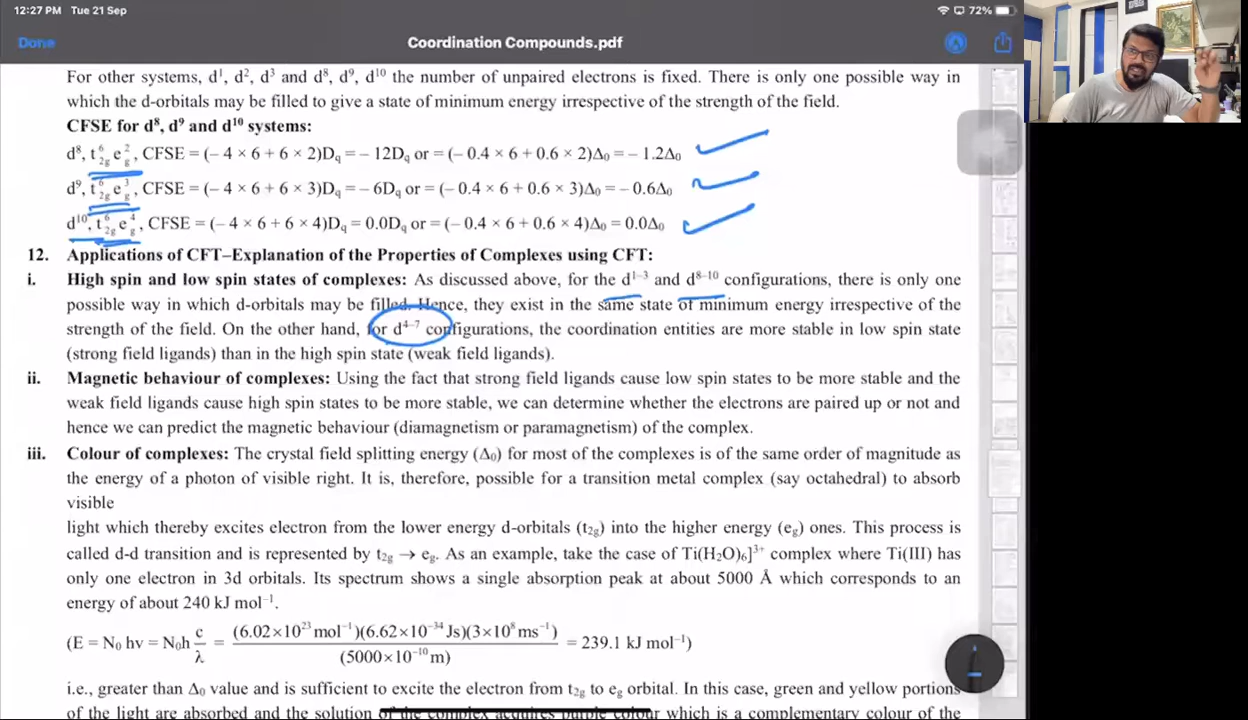 12:27 PM Tue 21 Sep
72%
Done
Coordination Compounds.pdf
For other systems, d¹, d², d³ and d⁸, d⁹, d¹⁰ the number of unpaired electrons is fixed. There is only one possible way in
which the d-orbitals may be filled to give a state of minimum energy irrespective of the strength of the field.
CFSE for d⁸, d⁹ and d¹⁰ systems:
d⁸, t₂g⁶ eg², CFSE = (– 4 × 6 + 6 × 2)Dq = – 12Dq or = (– 0.4 × 6 + 0.6 × 2)Δ₀ = – 1.2Δ₀
d⁹, t₂g⁶ eg³, CFSE = (– 4 × 6 + 6 × 3)Dq = – 6Dq or = (– 0.4 × 6 + 0.6 × 3)Δ₀ = – 0.6Δ₀
d¹⁰, t₂g⁶ eg⁴, CFSE = (– 4 × 6 + 6 × 4)Dq = 0.0Dq or = (– 0.4 × 6 + 0.6 × 4)Δ₀ = 0.0Δ₀
12. Applications of CFT–Explanation of the Properties of Complexes using CFT:
i. High spin and low spin states of complexes: As discussed above, for the d¹⁻³ and d⁸⁻¹⁰ configurations, there is only one
possible way in which d-orbitals may be filled. Hence, they exist in the same state of minimum energy irrespective of the
strength of the field. On the other hand, for d⁴⁻⁷ configurations, the coordination entities are more stable in low spin state
(strong field ligands) than in the high spin state (weak field ligands).
ii. Magnetic behaviour of complexes: Using the fact that strong field ligands cause low spin states to be more stable and the
weak field ligands cause high spin states to be more stable, we can determine whether the electrons are paired up or not and
hence we can predict the magnetic behaviour (diamagnetism or paramagnetism) of the complex.
iii. Colour of complexes: The crystal field splitting energy (Δ₀) for most of the complexes is of the same order of magnitude as
the energy of a photon of visible right. It is, therefore, possible for a transition metal complex (say octahedral) to absorb
visible
light which thereby excites electron from the lower energy d-orbitals (t₂g) into the higher energy (eg) ones. This process is
called d-d transition and is represented by t₂g → eg. As an example, take the case of Ti(H₂O)₆]³⁺ complex where Ti(III) has
only one electron in 3d orbitals. Its spectrum shows a single absorption peak at about 5000 Å which corresponds to an
energy of about 240 kJ mol⁻¹.
(E = N₀ hν = N₀h c/λ = (6.02×10²³ mol⁻¹)(6.62×10⁻³⁴ Js)(3×10⁸ ms⁻¹) / (5000×10⁻¹⁰ m) = 239.1 kJ mol⁻¹)
i.e., greater than Δ₀ value and is sufficient to excite the electron from t₂g to eg orbital. In this case, green and yellow portions
of the light are absorbed and the solution of the complex acquires purple colour which is a complementary colour of the